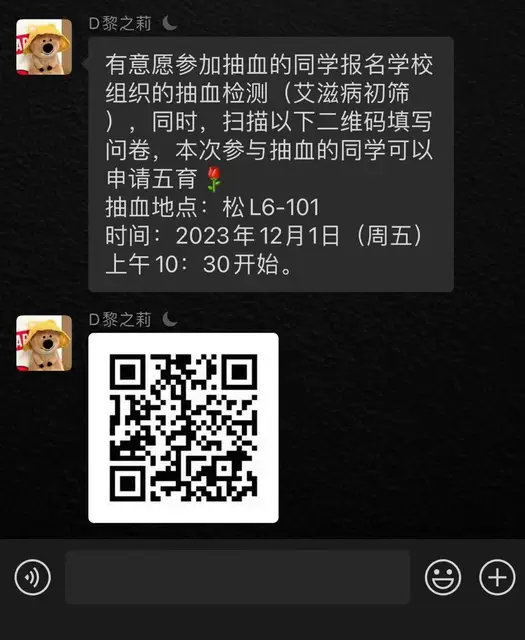 D黎之莉
有意愿参加抽血的同学报名学校
组织的抽血检测（艾滋病初筛
），同时，扫描以下二维码填写
问卷，本次参与抽血的同学可以
申请五育🌹
抽血地点：松L6-101
时间：2023年12月1日（周五）
上午10：30开始。
D黎之莉